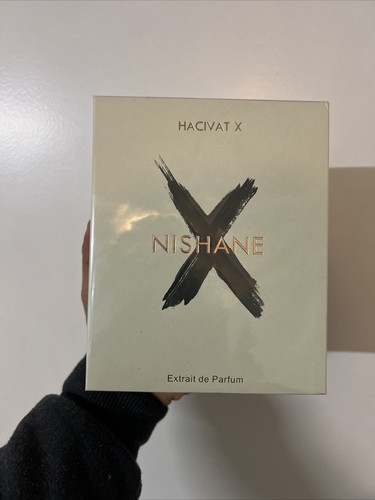 HACIVAT X
NISHANE
Extrait de Parfum